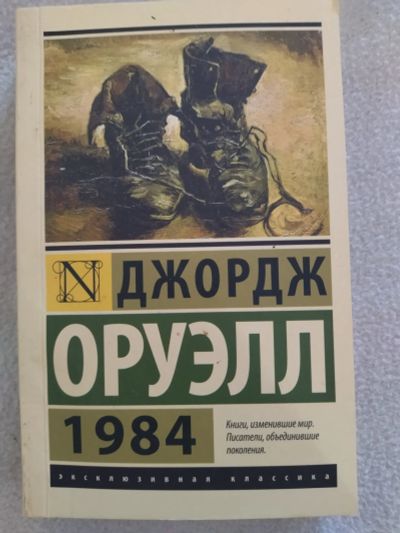 N
ДЖОРДЖ
ОРУЭЛЛ
1984
Книги, изменившие мир.
Писатели, объединившие
поколения.
эксклюзивная классика